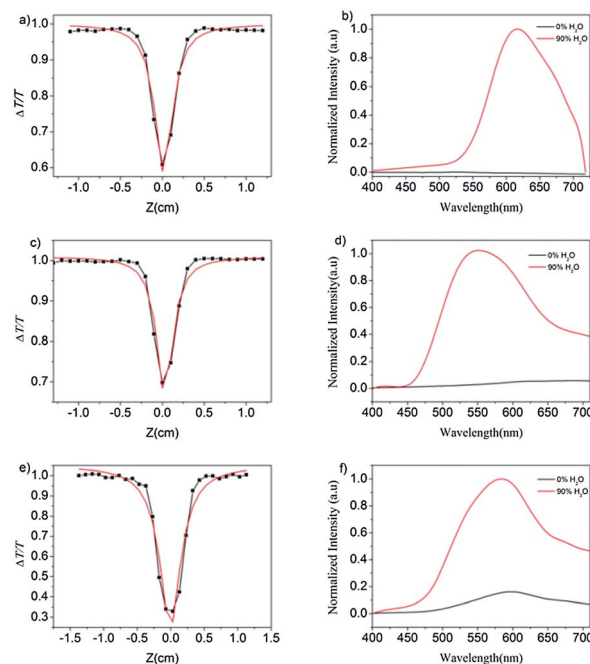 a)
1.0
0.9
0.8
0.7
0.6
ΔT/T
-1.0 -0.5 0.0 0.5 1.0
Z(cm)
b)
1.0
0.8
0.6
0.4
0.2
0.0
Normalized Intensity (a.u)
0% H2O
90% H2O
400 450 500 550 600 650 700
Wavelength(nm)
c)
1.0
0.9
0.8
0.7
ΔT/T
-1.0 -0.5 0.0 0.5 1.0
Z(cm)
d)
1.0
0.8
0.6
0.4
0.2
0.0
Normalized Intensity(a.u)
0% H2O
90% H2O
400 450 500 550 600 650 700
Wavelength(nm)
e)
1.0
0.9
0.8
0.7
0.6
0.5
0.4
0.3
ΔT/T
-1.5 -1.0 -0.5 0.0 0.5 1.0 1.5
Z(cm)
f)
1.0
0.8
0.6
0.4
0.2
0.0
Normalized Intensity (a.u)
0% H2O
90% H2O
400 450 500 550 600 650 700
Wavelength(nm)